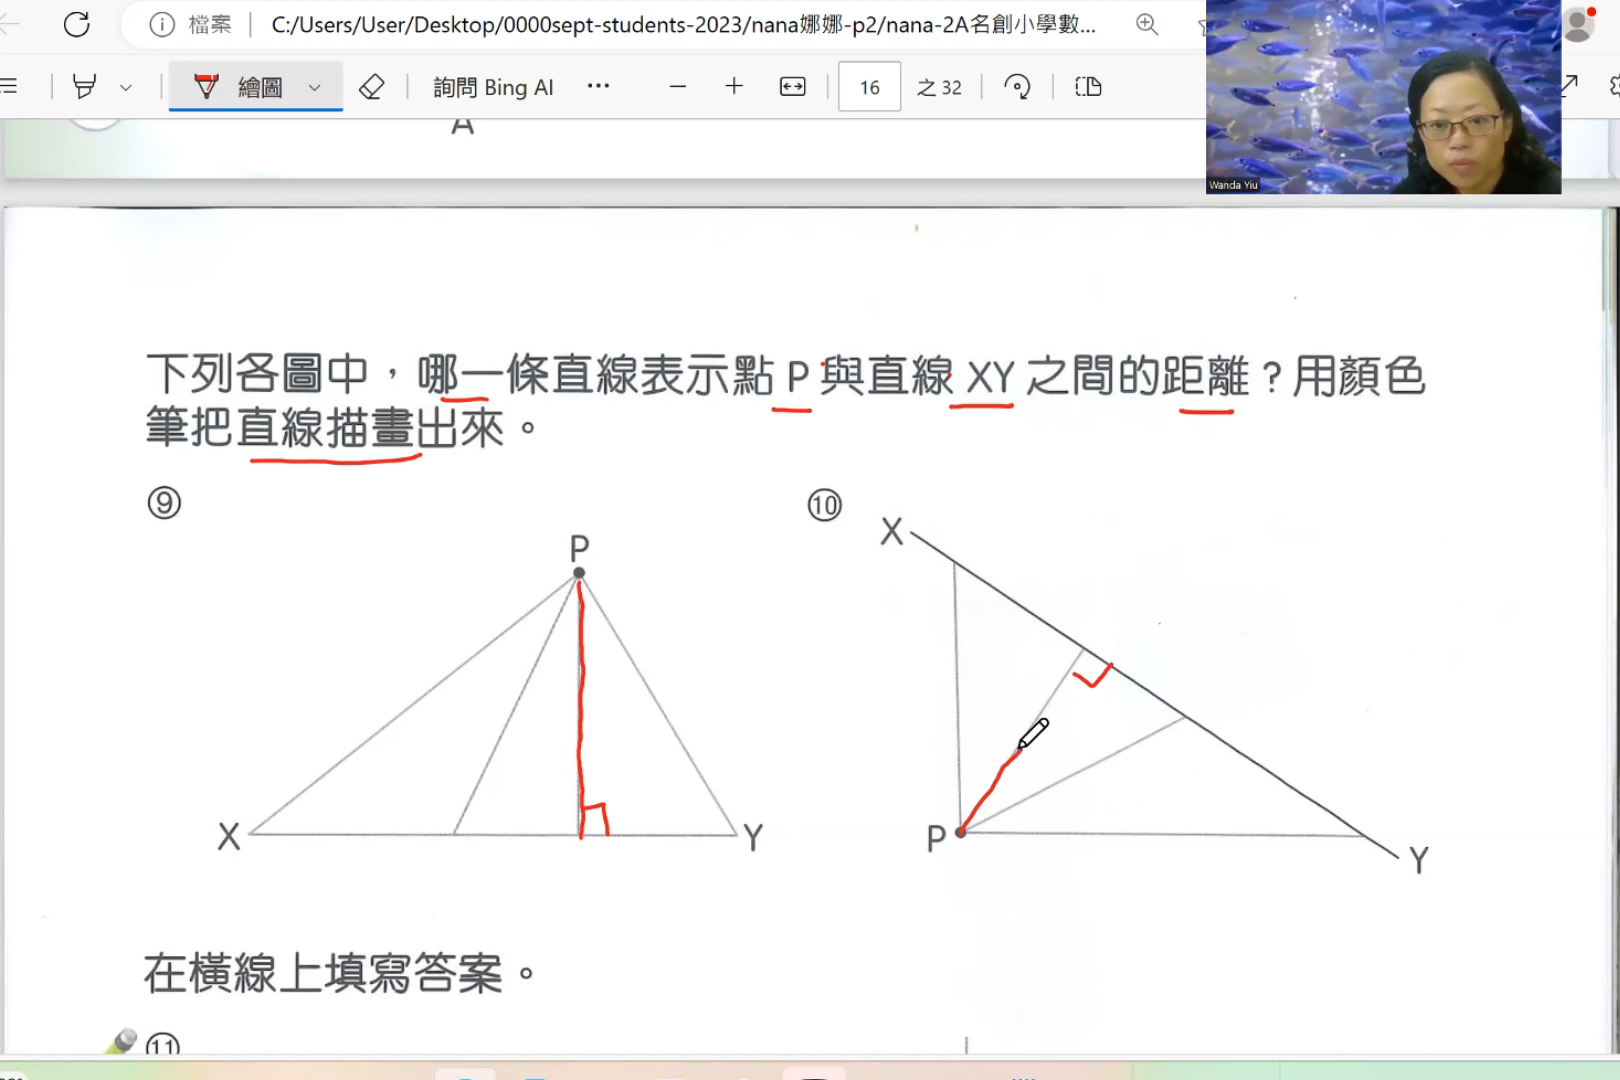 檔案 C:/Users/User/Desktop/0000sept-students-2023/nana娜娜-p2/nana-2A名創小學數...
繪圖 詢問 Bing AI ... 16 之 32
Wanda Yiu
A
下列各圖中，哪一條直線表示點 P 與直線 XY 之間的距離？用顏色
筆把直線描畫出來。
⑨
P
X
Y
⑩
X
P
Y
在橫線上填寫答案。
⑪